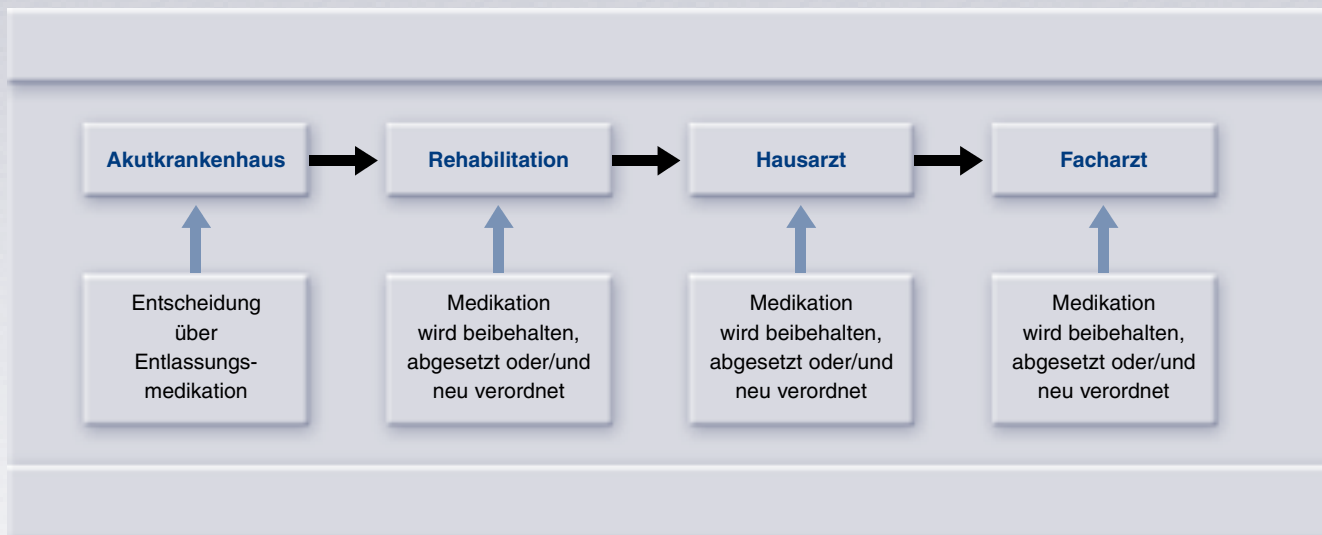 Akutkrankenhaus
Rehabilitation
Hausarzt
Facharzt
Entscheidung
über
Entlassungs-
medikation
Medikation
wird beibehalten,
abgesetzt oder/und
neu verordnet
Medikation
wird beibehalten,
abgesetzt oder/und
neu verordnet
Medikation
wird beibehalten,
abgesetzt oder/und
neu verordnet